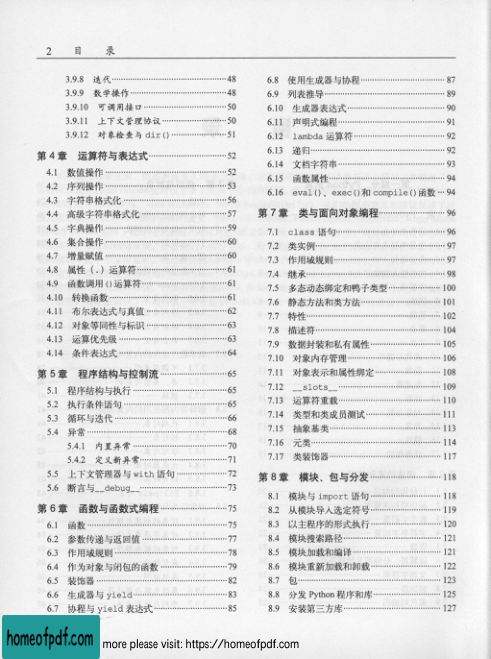 2 目 录
3.9.8 迭代 48
3.9.9 数学操作 48
3.9.10 可调用接口 50
3.9.11 上下文管理协议 50
3.9.12 对象检查与 dir() 51
第 4 章 运算符与表达式 52
4.1 数值操作 52
4.2 序列操作 53
4.3 字符串格式化 56
4.4 高级字符串格式化 57
4.5 字典操作 59
4.6 集合操作 60
4.7 增量赋值 60
4.8 属性 (.) 运算符 61
4.9 函数调用()运算符 61
4.10 转换函数 61
4.11 布尔表达式与真值 62
4.12 对象等同性与标识 63
4.13 运算优先级 63
4.14 条件表达式 64
第 5 章 程序结构与控制流 65
5.1 程序结构与执行 65
5.2 执行条件语句 65
5.3 循环与迭代 66
5.4 异常 68
5.4.1 内置异常 70
5.4.2 定义新异常 71
5.5 上下文管理器与 with 语句 72
5.6 断言与__debug__ 73
第 6 章 函数与函数式编程 75
6.1 函数 75
6.2 参数传递与返回值 77
6.3 作用域规则 78
6.4 作为对象与闭包的函数 79
6.5 装饰器 82
6.6 生成器与 yield 83
6.7 协程与 yield 表达式 85
6.8 使用生成器与协程 87
6.9 列表推导 89
6.10 生成器表达式 90
6.11 声明式编程 91
6.12 lambda 运算符 92
6.13 递归 92
6.14 文档字符串 93
6.15 函数属性 94
6.16 eval()、exec()和 compile()函数 94
第 7 章 类与面向对象编程 96
7.1 class 语句 96
7.2 类实例 97
7.3 作用域规则 97
7.4 继承 98
7.5 多态动态绑定和鸭子类型 100
7.6 静态方法和类方法 101
7.7 特性 102
7.8 描述符 104
7.9 数据封装和私有属性 105
7.10 对象内存管理 106
7.11 对象表示和属性绑定 108
7.12 __slots__ 109
7.13 运算符重载 110
7.14 类型和类成员测试 111
7.15 抽象基类 113
7.16 元类 114
7.17 类装饰器 117
第 8 章 模块、包与分发 118
8.1 模块与 import 语句 118
8.2 从模块导入选定符号 119
8.3 以主程序的形式执行 120
8.4 模块搜索路径 121
8.5 模块加载和编译 121
8.6 模块重新加载和卸载 122
8.7 包 123
8.8 分发 Python 程序和库 125
8.9 安装第三方库 127
homeofpdf.com more please visit: https://homeofpdf.com